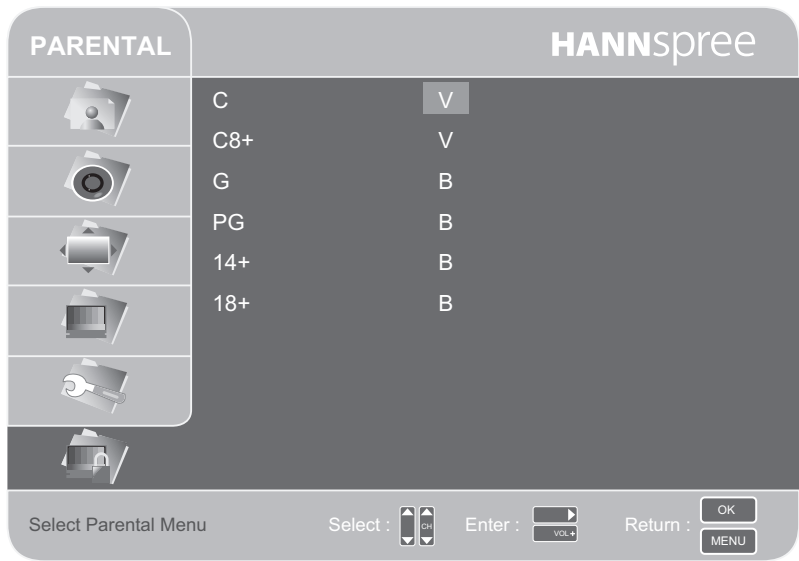 PARENTAL
HANNspree
C V
C8+ V
G B
PG B
14+ B
18+ B
Select Parental Menu
Select : CH
Enter : VOL+
Return : OK
MENU